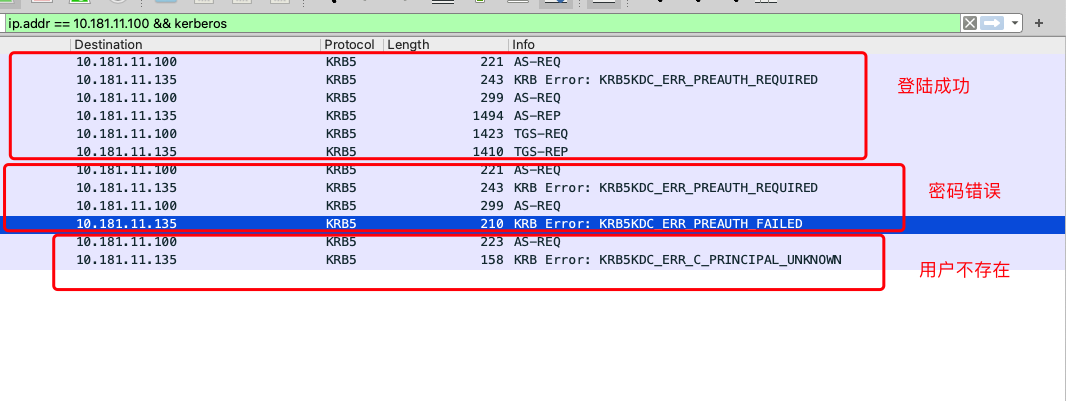 ip.addr == 10.181.11.100 && kerberos
Destination Protocol Length Info
10.181.11.100 KRB5 221 AS-REQ
10.181.11.135 KRB5 243 KRB Error: KRB5KDC_ERR_PREAUTH_REQUIRED
10.181.11.100 KRB5 299 AS-REQ
10.181.11.135 KRB5 1494 AS-REP
10.181.11.100 KRB5 1423 TGS-REQ
10.181.11.135 KRB5 1410 TGS-REP
登陆成功
10.181.11.100 KRB5 221 AS-REQ
10.181.11.135 KRB5 243 KRB Error: KRB5KDC_ERR_PREAUTH_REQUIRED
10.181.11.100 KRB5 299 AS-REQ
10.181.11.135 KRB5 210 KRB Error: KRB5KDC_ERR_PREAUTH_FAILED
密码错误
10.181.11.100 KRB5 223 AS-REQ
10.181.11.135 KRB5 158 KRB Error: KRB5KDC_ERR_C_PRINCIPAL_UNKNOWN
用户不存在